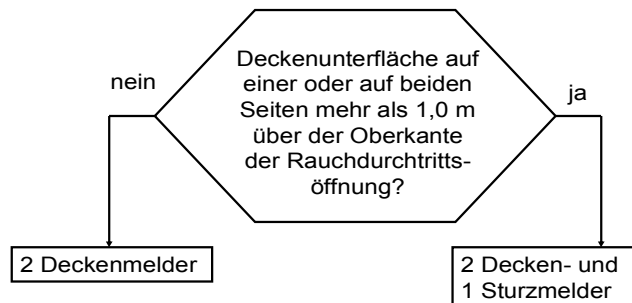 Deckenunterfläche auf
einer oder auf beiden
Seiten mehr als 1,0 m
über der Oberkante
der Rauchdurchtritts-
öffnung?
nein
ja
2 Deckenmelder
2 Decken- und
1 Sturzmelder